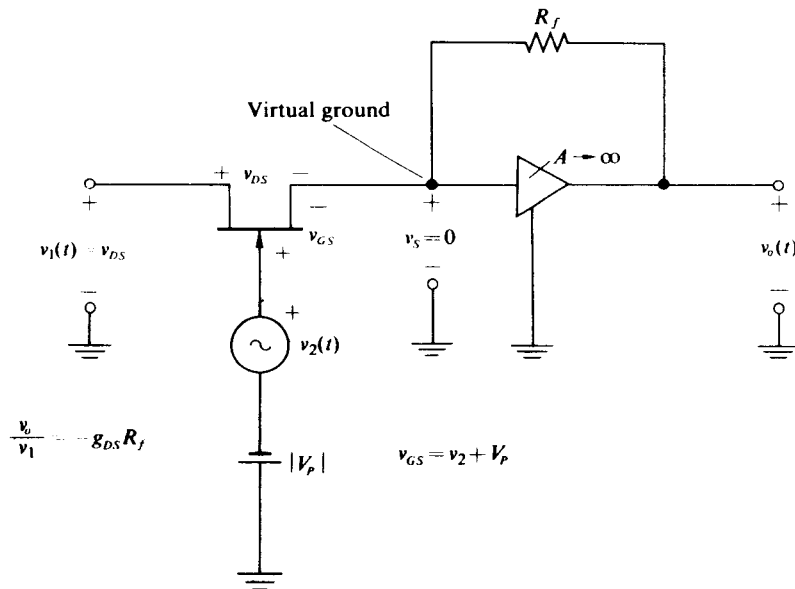 R_f
Virtual ground
A → ∞
+ v_DS −
− +
v_GS
+
v_1(t) = v_DS
−
+
v_S = 0
−
+
v_o(t)
−
+
v_2(t)
v_o/v_1 = −g_DS R_f
|V_P|
v_GS = v_2 + V_P